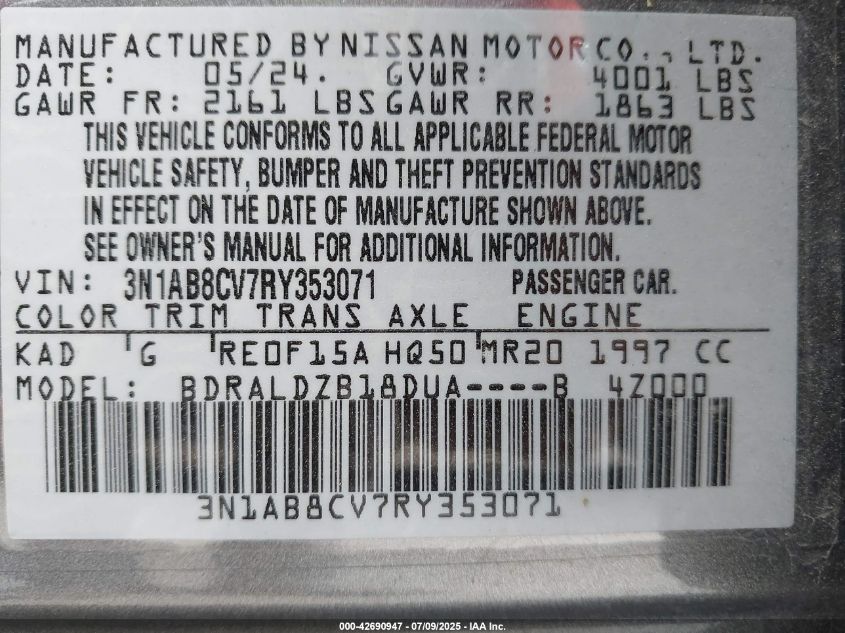 MANUFACTURED BY NISSAN MOTOR CO., LTD.
DATE: 05/24. GVWR: 4001 LBS
GAWR FR: 2161 LBS GAWR RR: 1863 LBS
THIS VEHICLE CONFORMS TO ALL APPLICABLE FEDERAL MOTOR
VEHICLE SAFETY, BUMPER AND THEFT PREVENTION STANDARDS
IN EFFECT ON THE DATE OF MANUFACTURE SHOWN ABOVE.
SEE OWNER'S MANUAL FOR ADDITIONAL INFORMATION.
VIN: 3N1AB8CV7RY353071 PASSENGER CAR.
COLOR TRIM TRANS AXLE ENGINE
KAD G RE0F15A HQ50 MR20 1997 CC
MODEL: BDRALDZB18DUA----B 4Z000
3N1AB8CV7RY353071
000-42690947 - 07/09/2025 - IAA Inc.